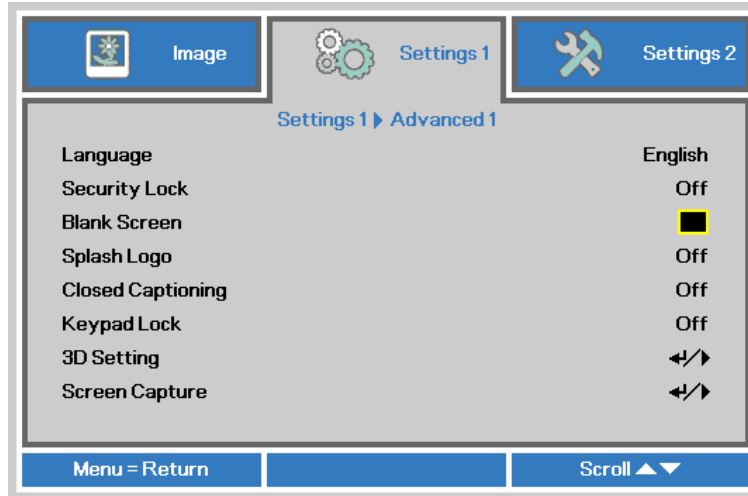 Image
Settings 1
Settings 2
Settings 1 Advanced 1
Language English
Security Lock Off
Blank Screen
Splash Logo Off
Closed Captioning Off
Keypad Lock Off
3D Setting
Screen Capture
Menu = Return
Scroll